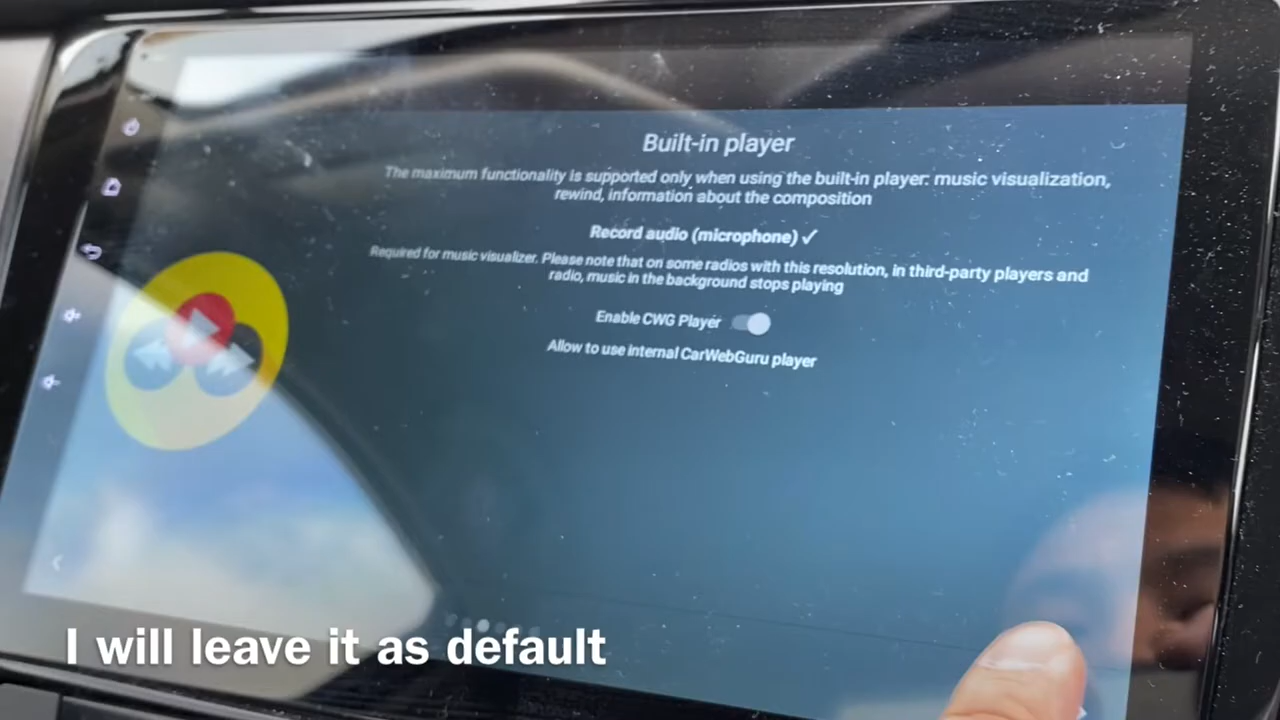 Built-in player
The maximum functionality is supported only when using the built-in player: music visualization,
rewind, information about the composition
Record audio (microphone) ✓
Required for music visualizer. Please note that on some radios with this resolution, in third-party players and
radio, music in the background stops playing
Enable CWG Player
Allow to use internal CarWebGuru player
I will leave it as default